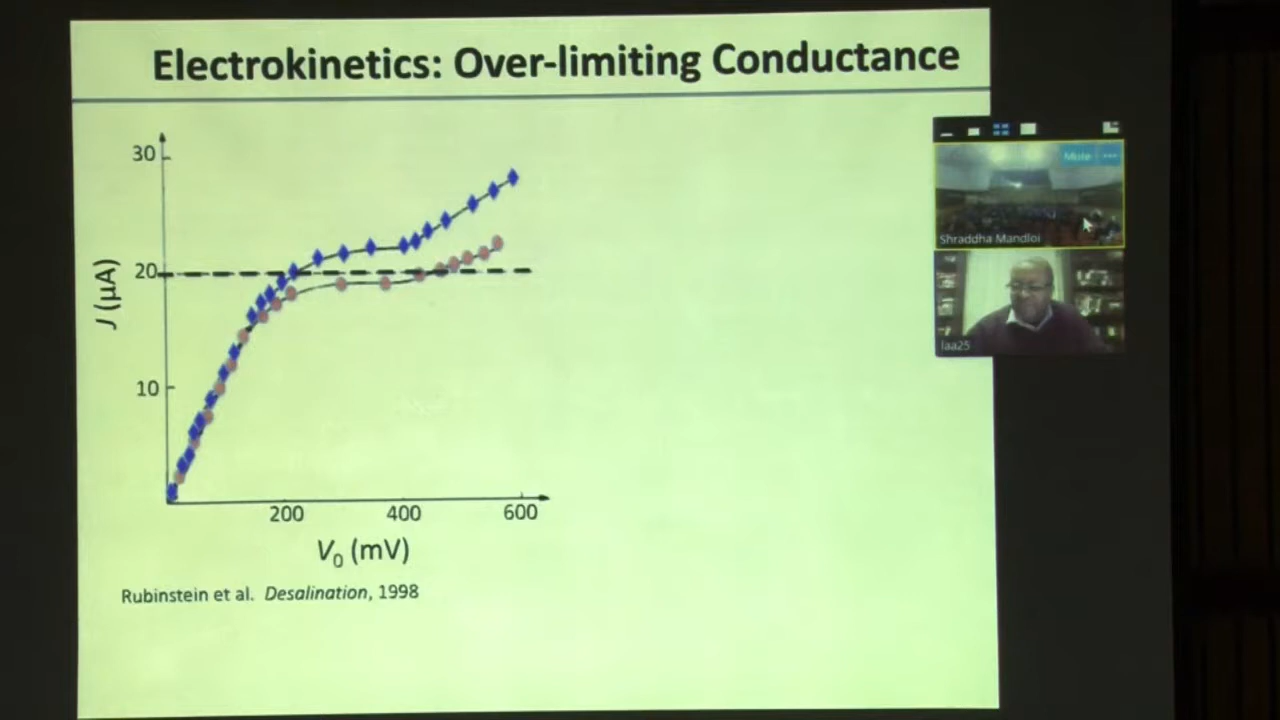 Electrokinetics: Over-limiting Conductance
30
20
10
J (μA)
200 400 600
V₀ (mV)
Rubinstein et al. Desalination, 1998
Mute
Shraddha Mandloi
laa25